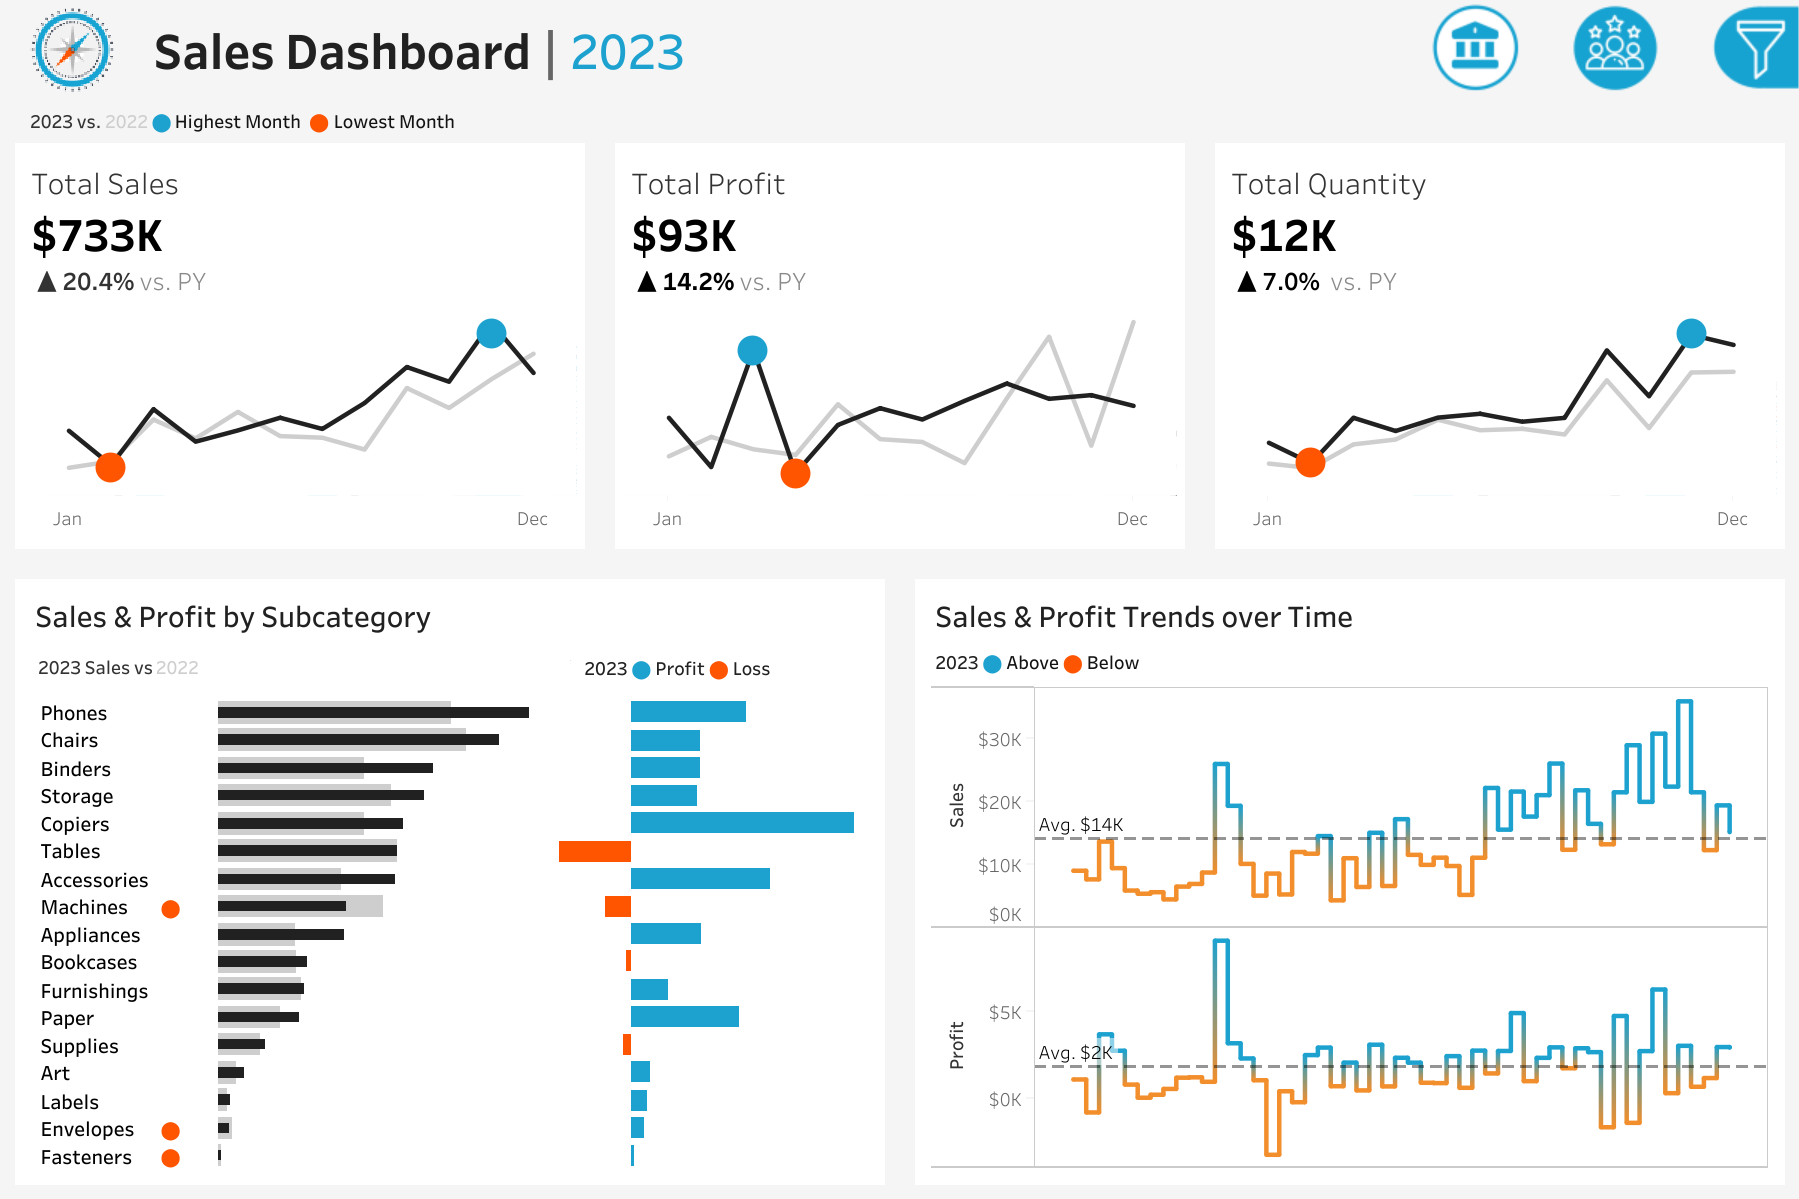 Sales Dashboard | 2023
2023 vs. 2022 Highest Month Lowest Month
Total Sales
$733K
▲ 20.4% vs. PY
Jan Dec
Total Profit
$93K
▲ 14.2% vs. PY
Jan Dec
Total Quantity
$12K
▲ 7.0% vs. PY
Jan Dec
Sales & Profit by Subcategory
2023 Sales vs 2022
2023 Profit Loss
Phones
Chairs
Binders
Storage
Copiers
Tables
Accessories
Machines
Appliances
Bookcases
Furnishings
Paper
Supplies
Art
Labels
Envelopes
Fasteners
Sales & Profit Trends over Time
2023 Above Below
Sales
$30K
$20K
Avg. $14K
$10K
$0K
Profit
$5K
Avg. $2K
$0K